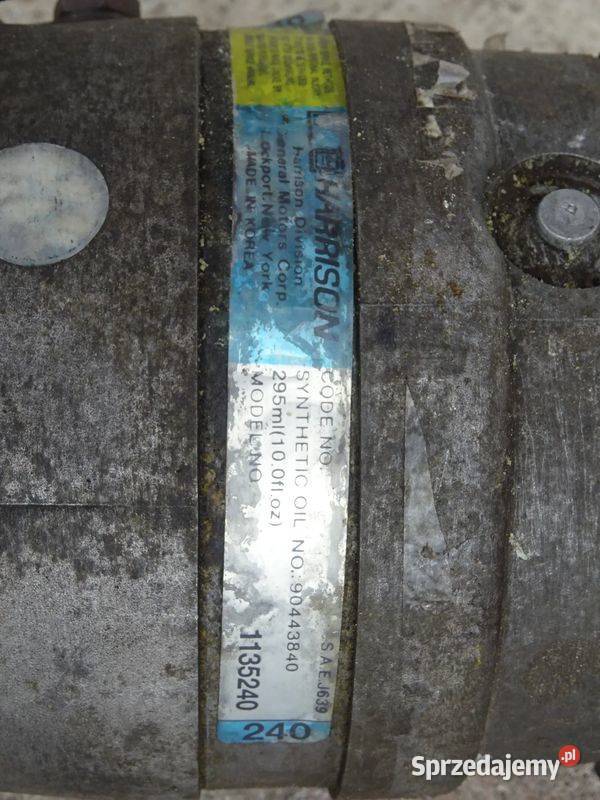 HARRISON
Harrison Division
General Motors Corp.
Lockport, New York
MADE IN KOREA
CODE NO.
SYNTHETIC OIL NO.: 90443840
295ml(10.0fl.oz)
MODEL NO
S A E J639
1135240
240
Sprzedajemy.pl